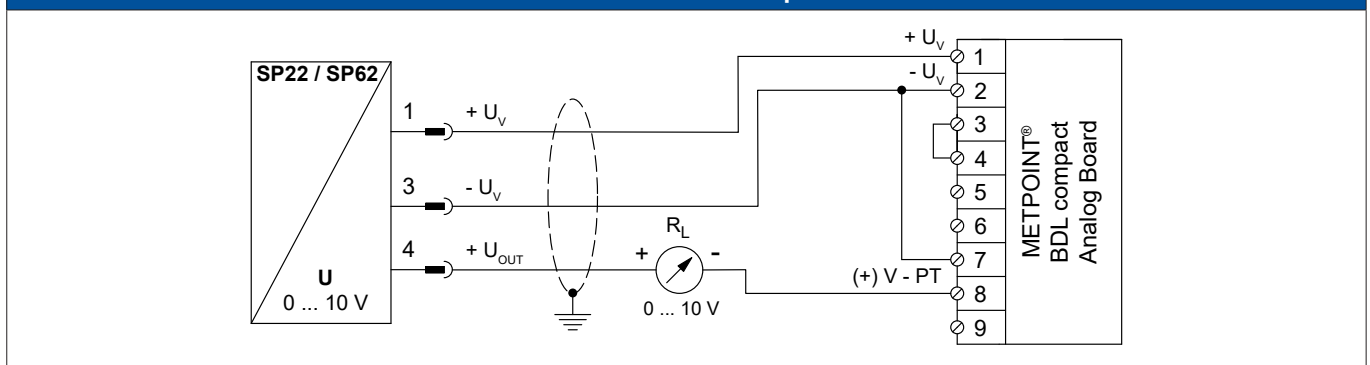 SP22 / SP62
U
0 ... 10 V
1
+ U_V
3
- U_V
4
+ U_OUT
R_L
+
-
0 ... 10 V
+ U_V
- U_V
(+) V - PT
1
2
3
4
5
6
7
8
9
METPOINT®
BDL compact
Analog Board